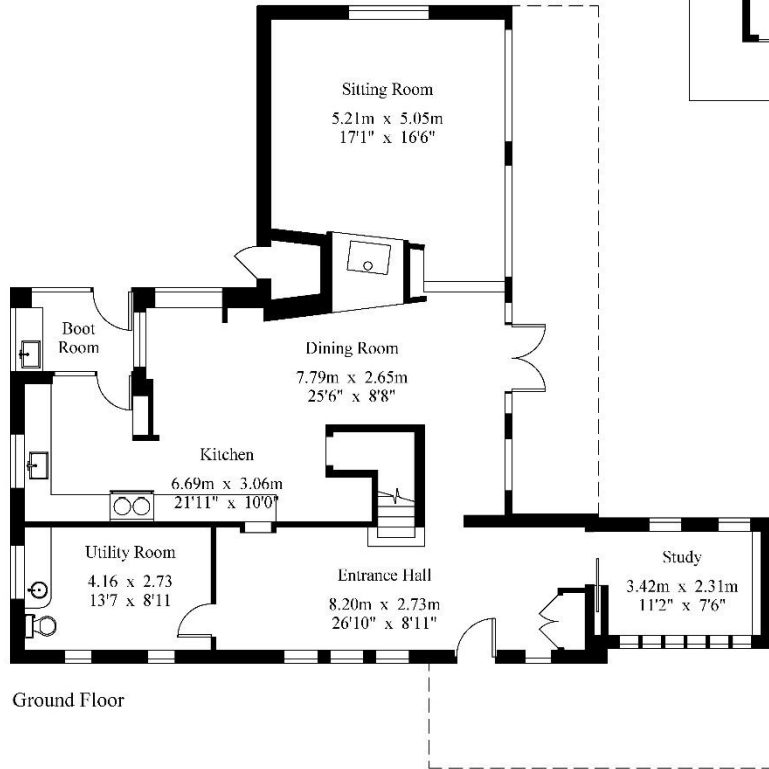 Sitting Room
5.21m x 5.05m
17'1" x 16'6"
Boot
Room
Dining Room
7.79m x 2.65m
25'6" x 8'8"
Kitchen
6.69m x 3.06m
21'11" x 10'0"
Utility Room
4.16 x 2.73
13'7 x 8'11
Entrance Hall
8.20m x 2.73m
26'10" x 8'11"
Study
3.42m x 2.31m
11'2" x 7'6"
Ground Floor